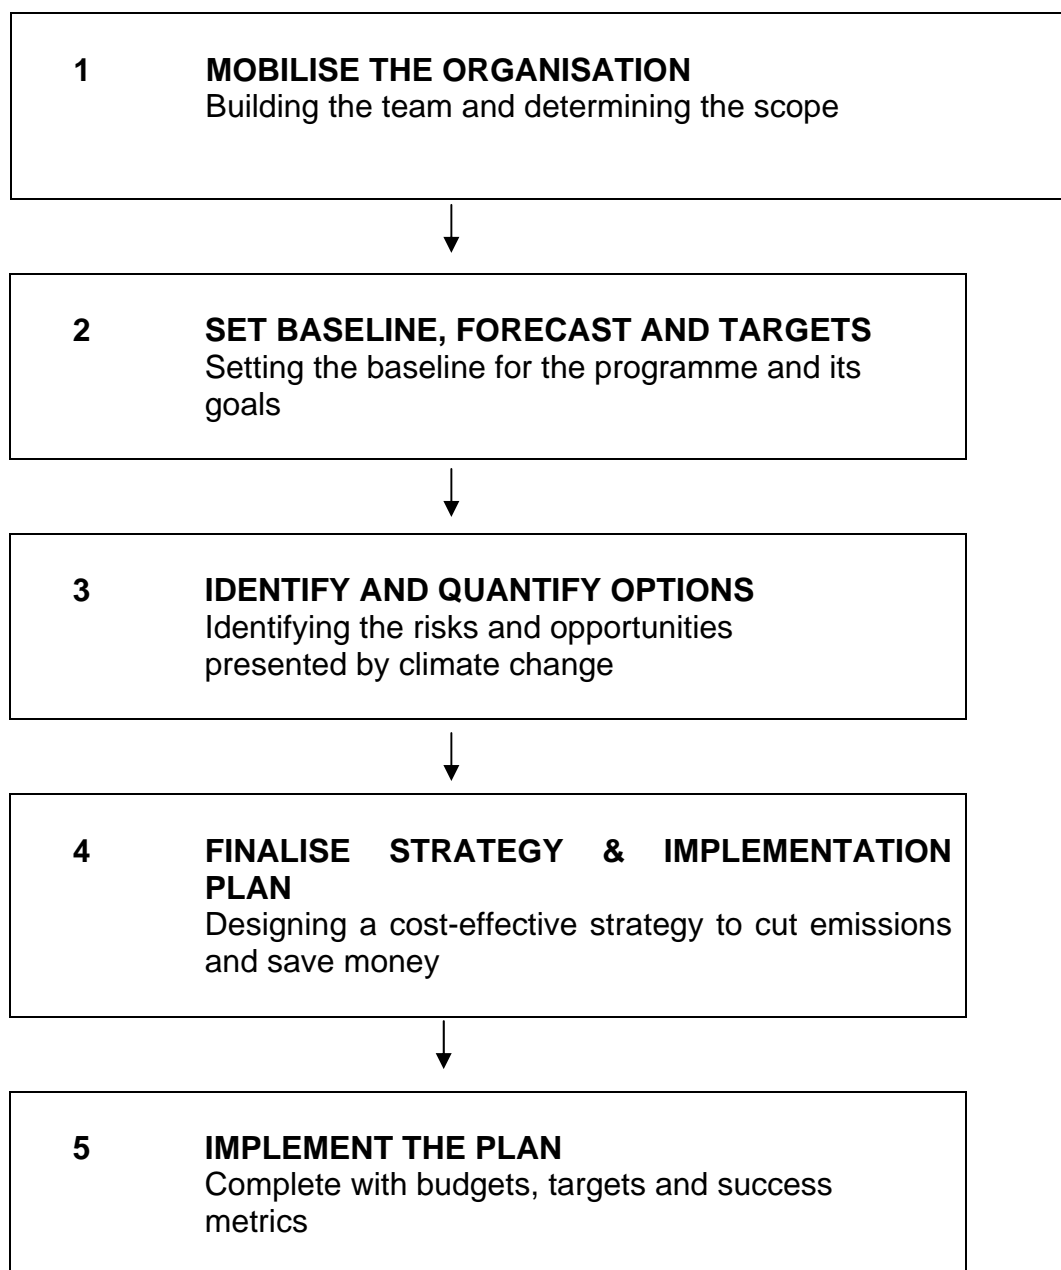 1 MOBILISE THE ORGANISATION
Building the team and determining the scope
2 SET BASELINE, FORECAST AND TARGETS
Setting the baseline for the programme and its
goals
3 IDENTIFY AND QUANTIFY OPTIONS
Identifying the risks and opportunities
presented by climate change
4 FINALISE STRATEGY & IMPLEMENTATION
PLAN
Designing a cost-effective strategy to cut emissions
and save money
5 IMPLEMENT THE PLAN
Complete with budgets, targets and success
metrics